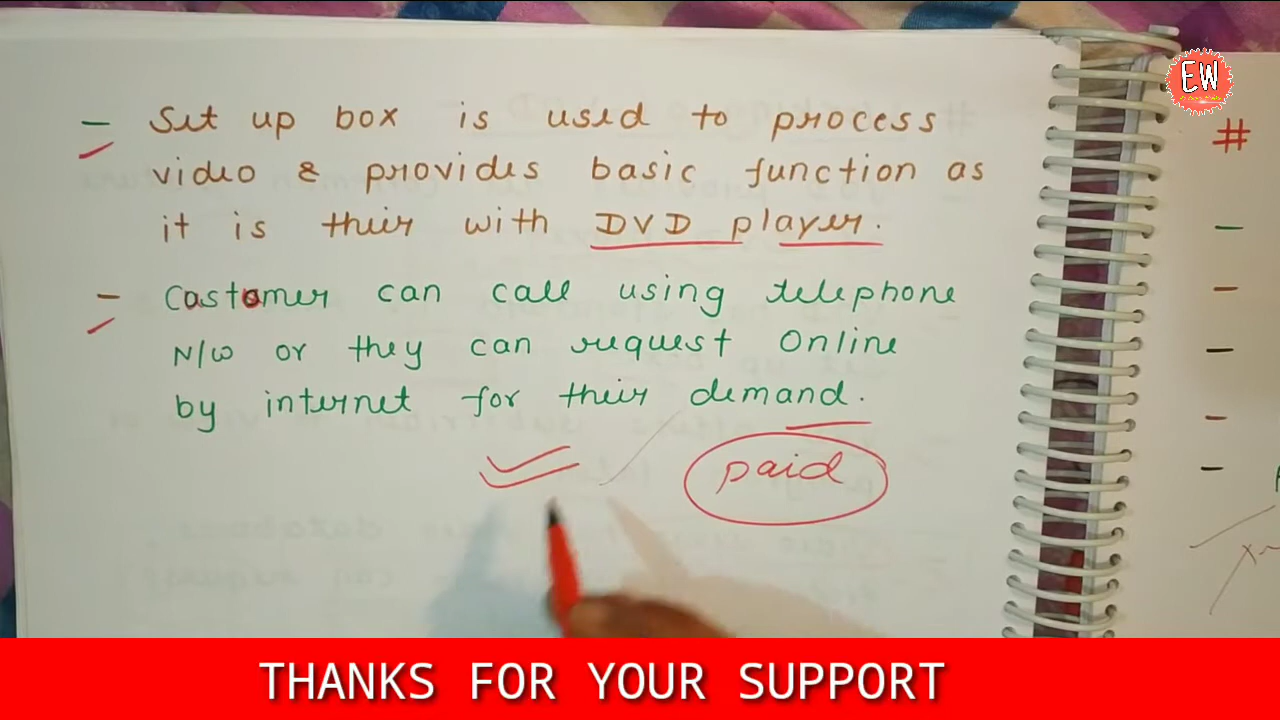 EW
- Set up box is used to process
video & provides basic function as
it is their with DVD player.
- Castomer can call using telephone
N/W or they can request Online
by internet for their demand.
paid
#
THANKS FOR YOUR SUPPORT